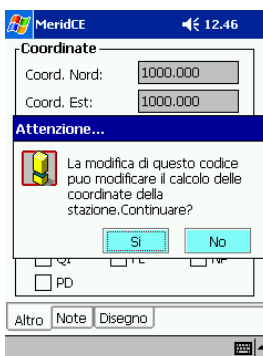 MeridCE 12.46
Coordinate
Coord. Nord: 1000.000
Coord. Est: 1000.000
Attenzione...
La modifica di questo codice
puo modificare il calcolo delle
coordinate della
stazione.Continuare?
Si No
PD
Altro Note Disegno